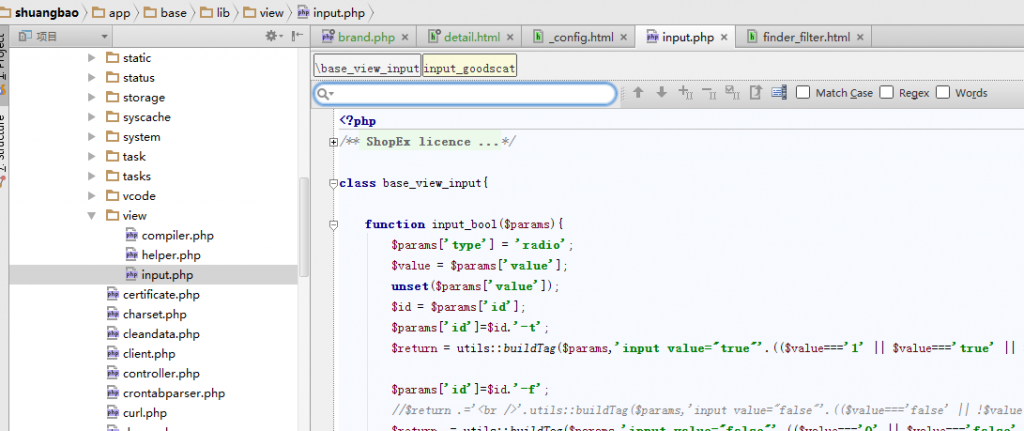 shuangbao app base lib view input.php
项目
brand.php detail.html _config.html input.php finder_filter.html
\base_view_input input_goodscat
Match Case Regex Words
static
status
storage
syscache
system
task
tasks
vcode
view
compiler.php
helper.php
input.php
certificate.php
charset.php
cleandata.php
client.php
controller.php
crontabparser.php
curl.php
<?php
/** ShopEx licence ...*/
class base_view_input{
function input_bool($params){
$params['type'] = 'radio';
$value = $params['value'];
unset($params['value']);
$id = $params['id'];
$params['id']=$id.'-t';
$return = utils::buildTag($params,'input value="true"'.(($value==='1' || $value==='true' ||
$params['id']=$id.'-f';
//$return .='<br />'.utils::buildTag($params,'input value="false"'.(($value==='false' || !$value